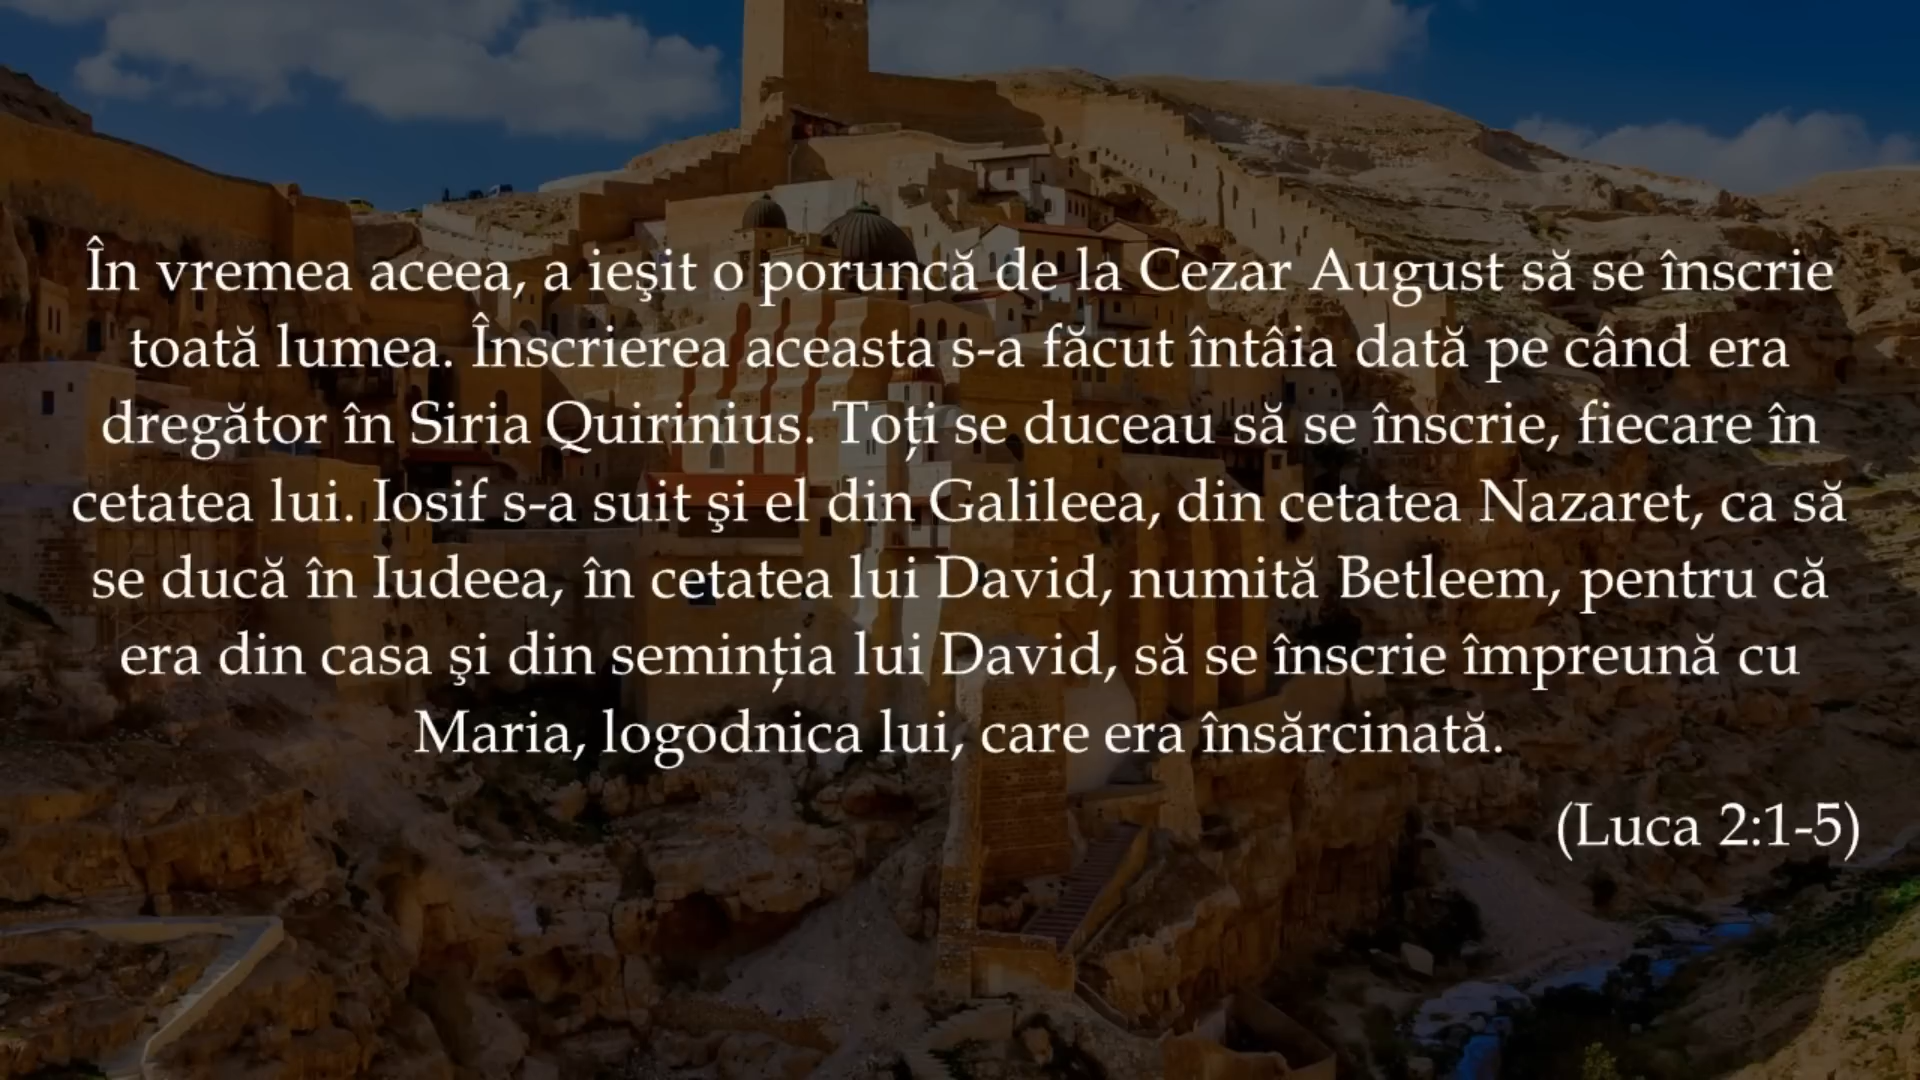 În vremea aceea, a ieşit o poruncă de la Cezar August să se înscrie
toată lumea. Înscrierea aceasta s-a făcut întâia dată pe când era
dregător în Siria Quirinius. Toţi se duceau să se înscrie, fiecare în
cetatea lui. Iosif s-a suit şi el din Galileea, din cetatea Nazaret, ca să
se ducă în Iudeea, în cetatea lui David, numită Betleem, pentru că
era din casa şi din seminţia lui David, să se înscrie împreună cu
Maria, logodnica lui, care era însărcinată.
(Luca 2:1-5)